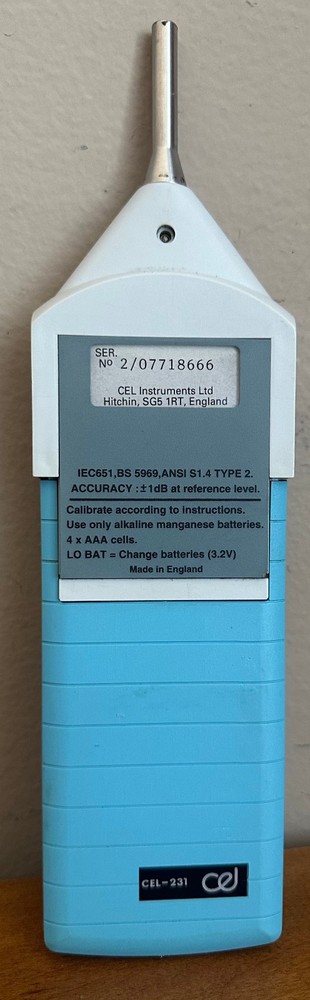 SER.
Nº 2/07718666
CEL Instruments Ltd
Hitchin, SG5 1RT, England
IEC651,BS 5969,ANSI S1.4 TYPE 2.
ACCURACY :±1dB at reference level.
Calibrate according to instructions.
Use only alkaline manganese batteries.
4 x AAA cells.
LO BAT = Change batteries (3.2V)
Made in England
CEL-231 cel